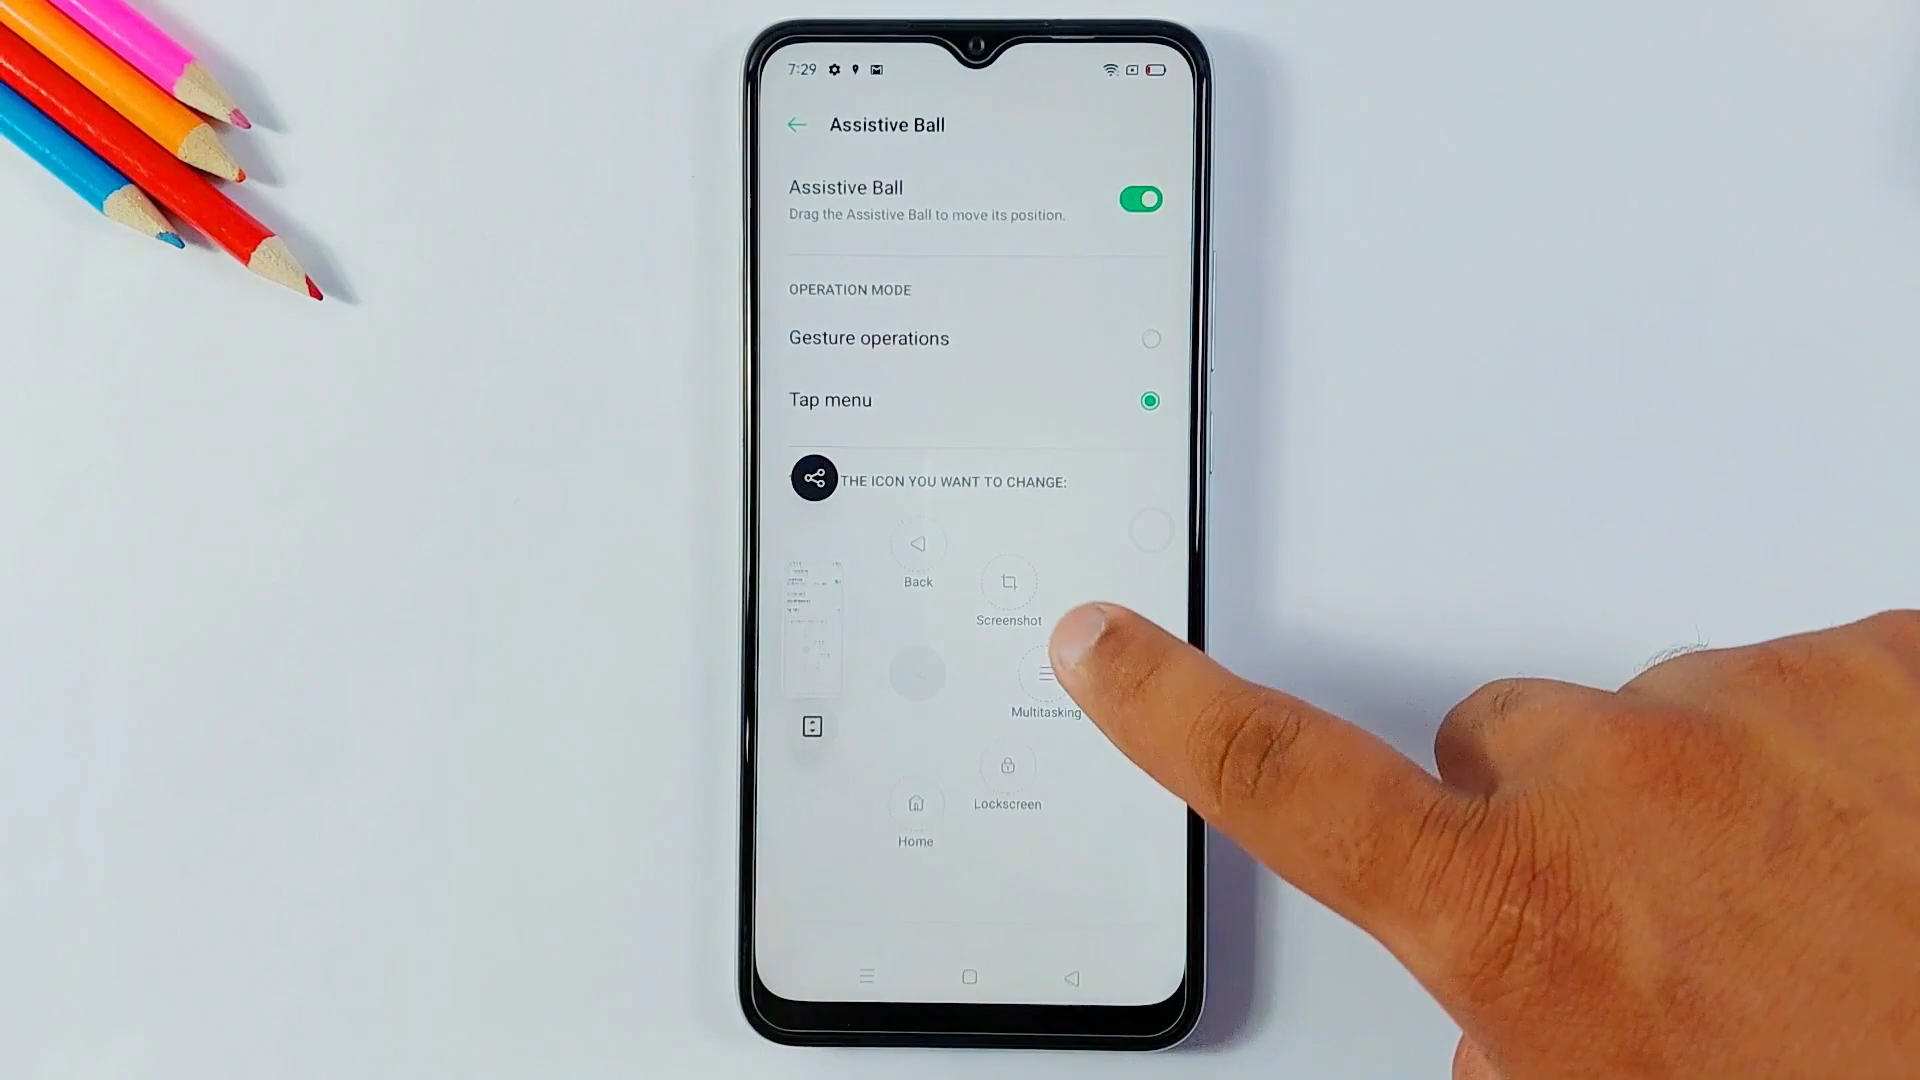 7:29
Assistive Ball
Assistive Ball
Drag the Assistive Ball to move its position.
OPERATION MODE
Gesture operations
Tap menu
THE ICON YOU WANT TO CHANGE:
Back
Screenshot
Multitasking
Lockscreen
Home